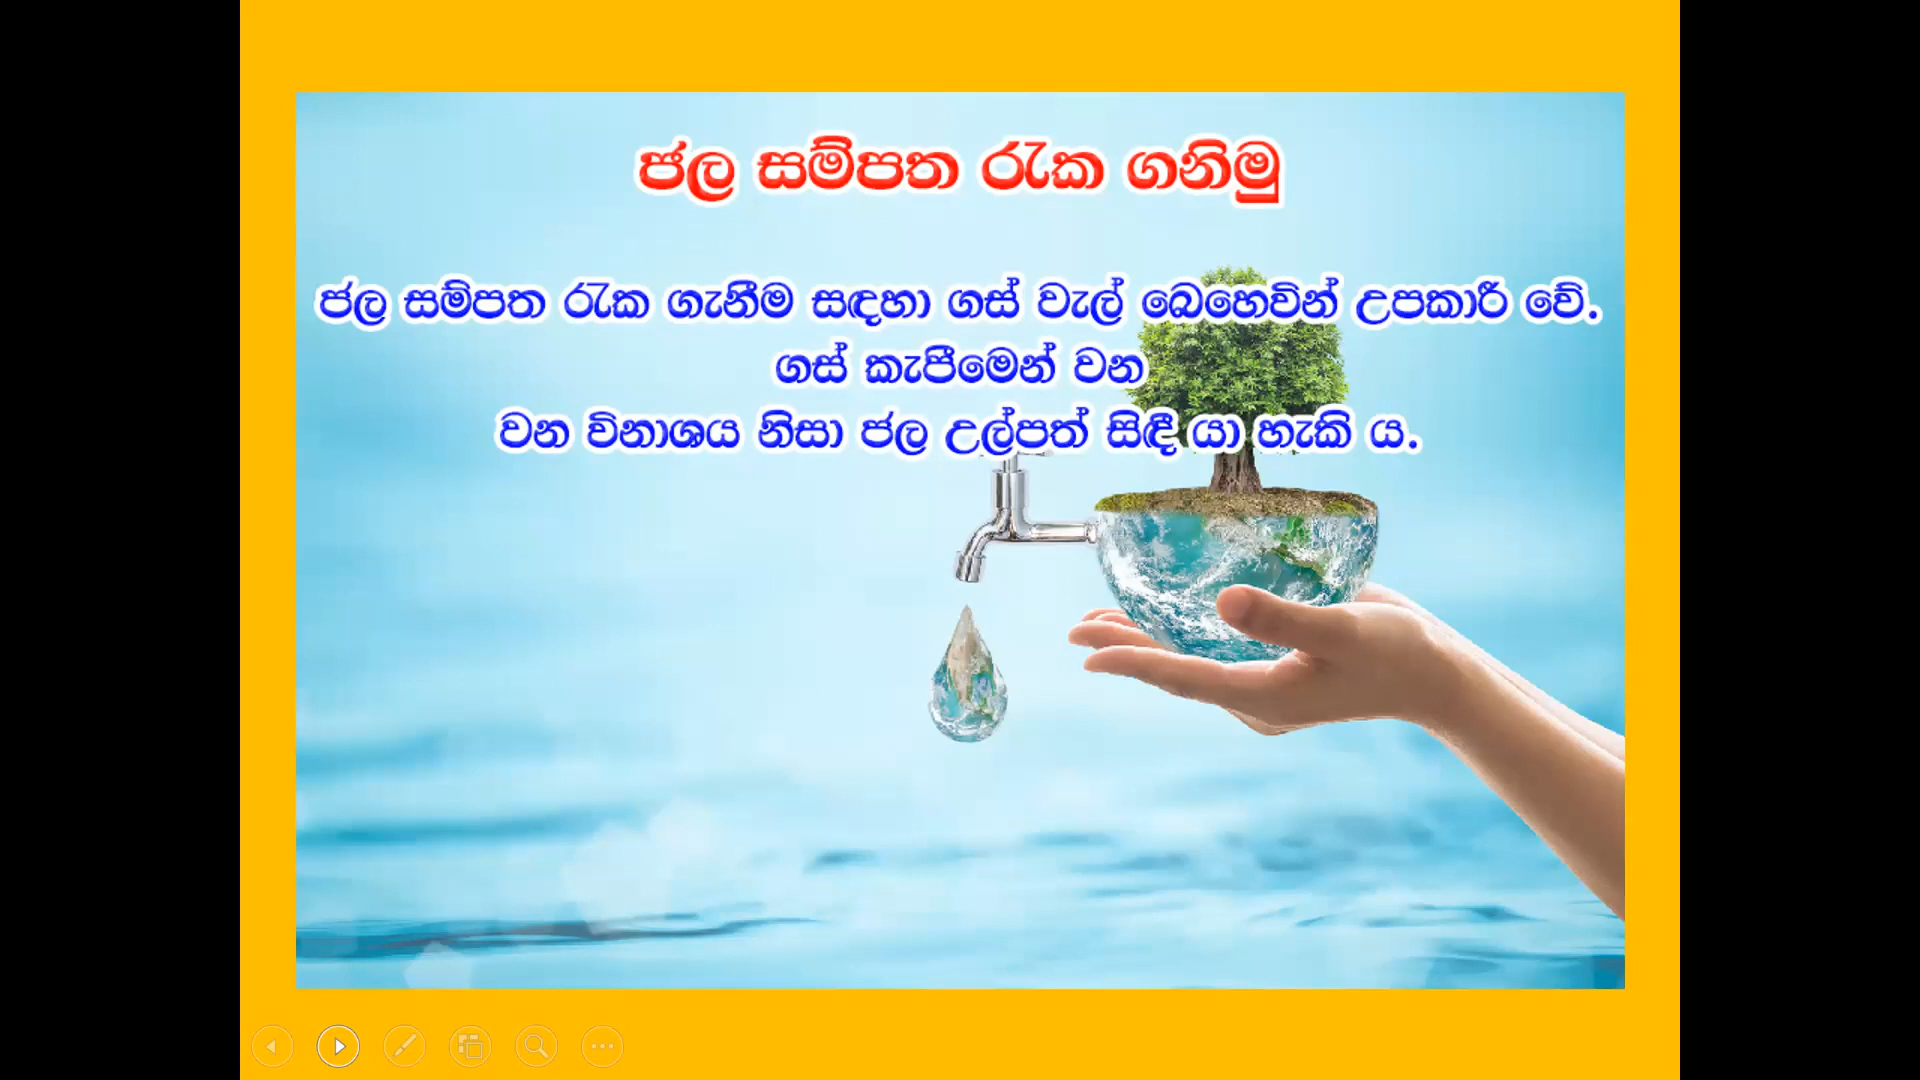 ජල සම්පත රැක ගනිමු
ජල සම්පත රැක ගැනීම සඳහා ගස් වැල් බෙහෙවින් උපකාරී වේ.
ගස් කැපීමෙන් වන
වන විනාශය නිසා ජල උල්පත් සිඳී යා හැකි ය.